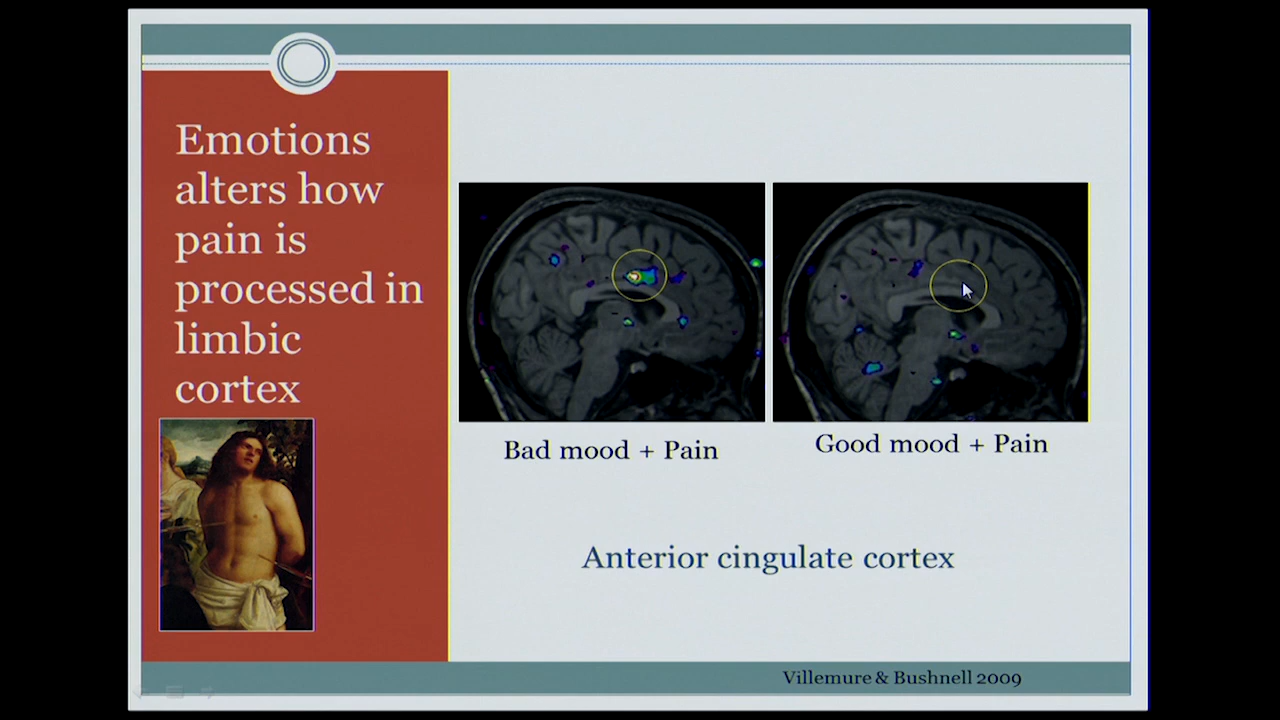 Emotions
alters how
pain is
processed in
limbic
cortex
Bad mood + Pain
Good mood + Pain
Anterior cingulate cortex
Villemure & Bushnell 2009